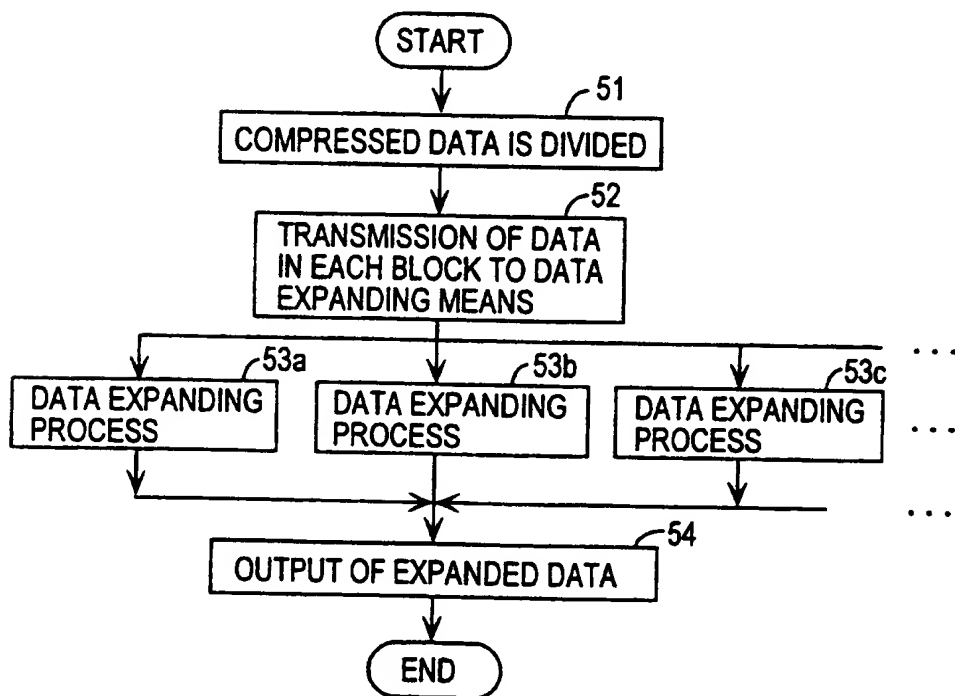 START
51
COMPRESSED DATA IS DIVIDED
52
TRANSMISSION OF DATA
IN EACH BLOCK TO DATA
EXPANDING MEANS
53a
53b
53c
...
DATA EXPANDING
PROCESS
DATA EXPANDING
PROCESS
DATA EXPANDING
PROCESS
...
...
54
OUTPUT OF EXPANDED DATA
END